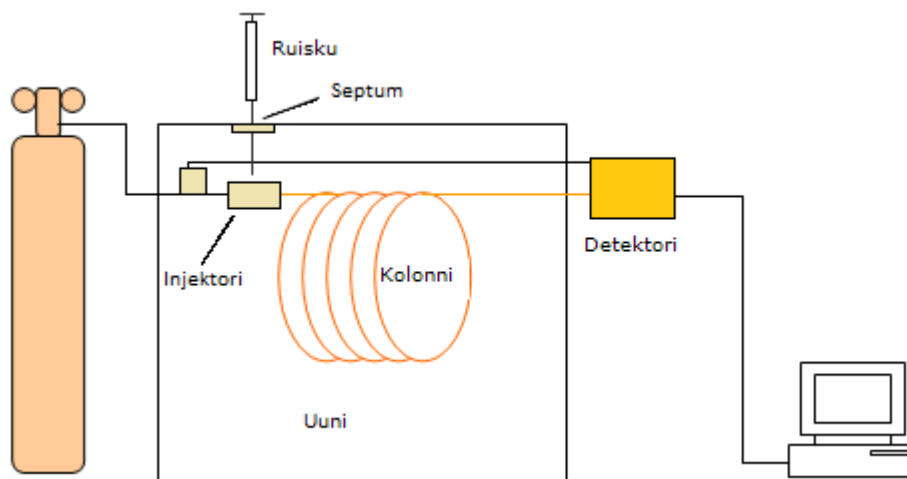 Ruisku
Septum
Detektori
Injektori
Kolonni
Uuni